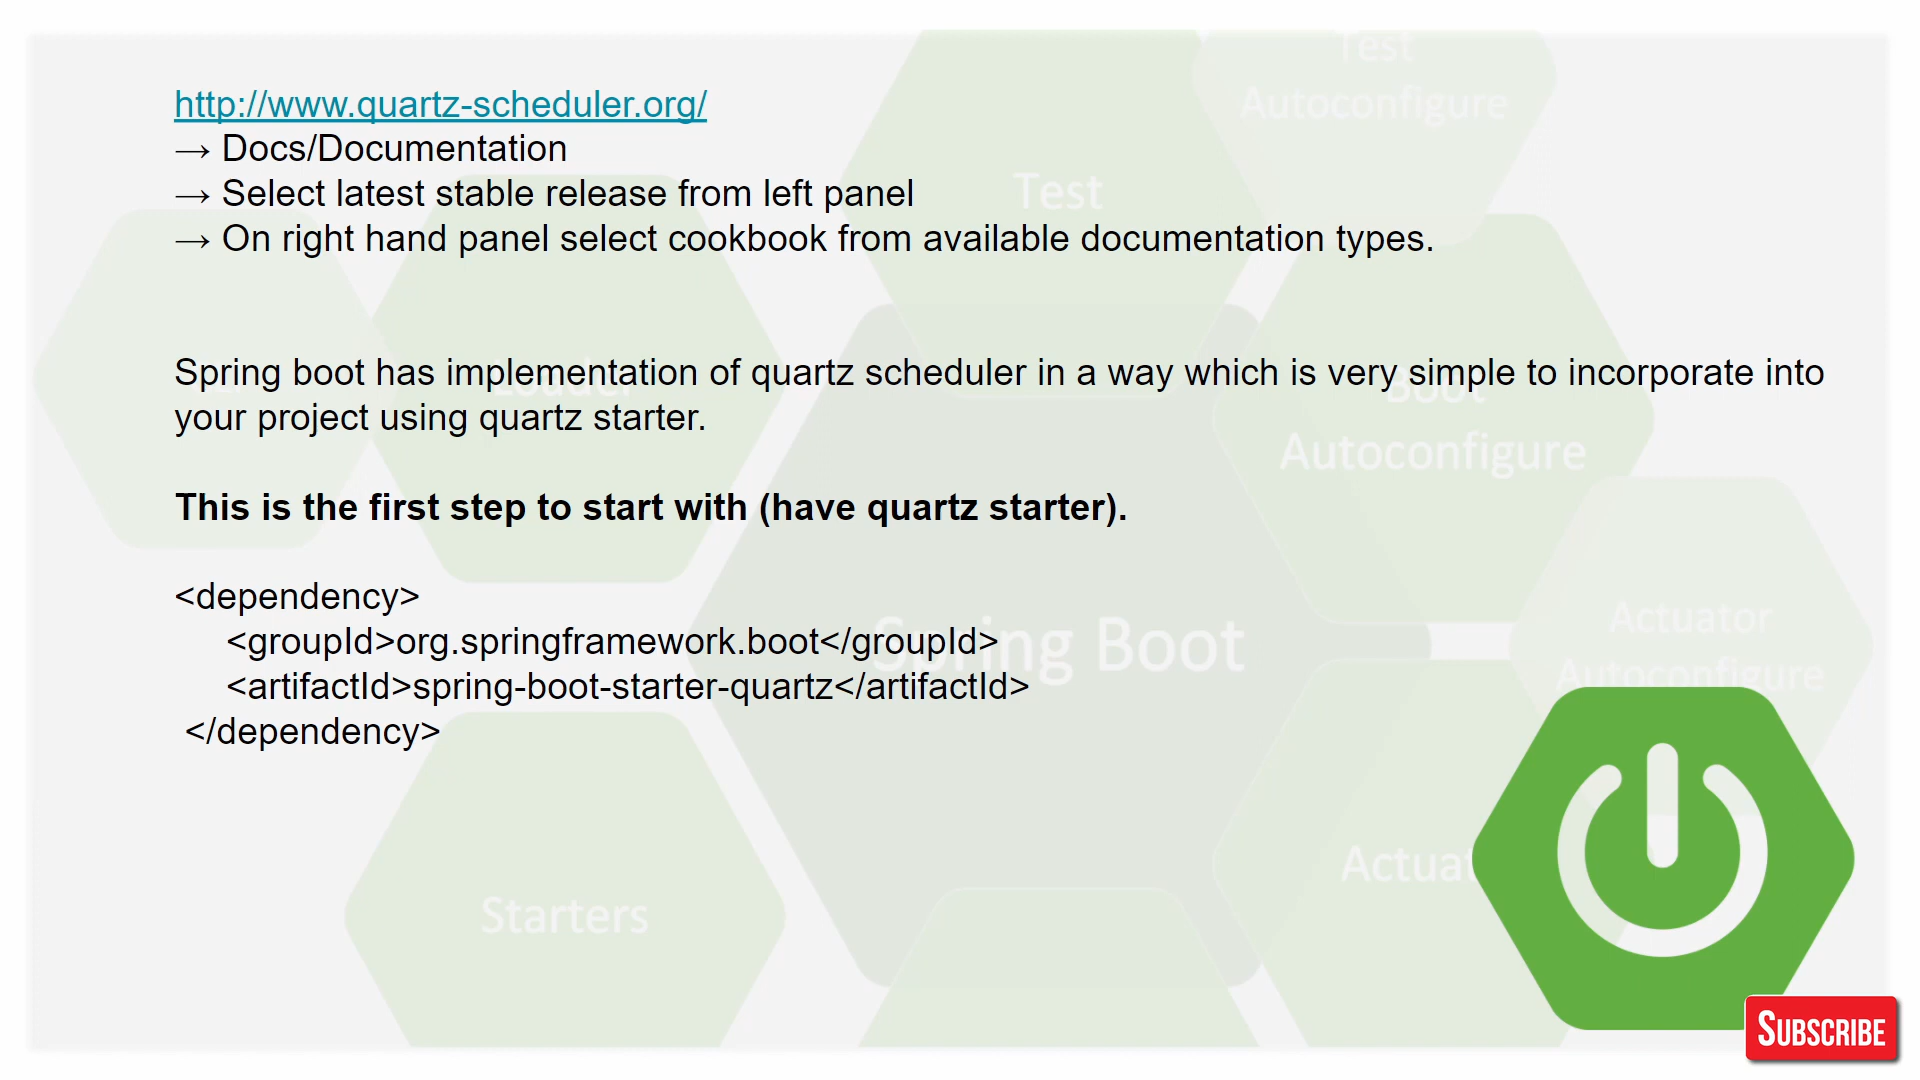 http://www.quartz-scheduler.org/
→ Docs/Documentation
→ Select latest stable release from left panel
→ On right hand panel select cookbook from available documentation types.
Spring boot has implementation of quartz scheduler in a way which is very simple to incorporate into
your project using quartz starter.
This is the first step to start with (have quartz starter).
<dependency>
<groupId>org.springframework.boot</groupId>
<artifactId>spring-boot-starter-quartz</artifactId>
</dependency>
Test
Autoconfigure
Test
Loader
Boot
Autoconfigure
Spring Boot
Actuator
Autoconfigure
Starters
SUBSCRIBE